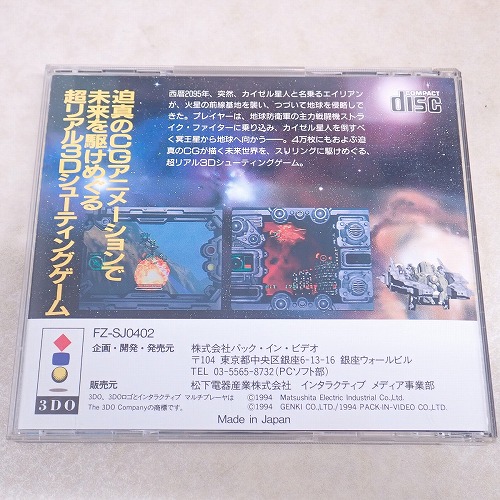 迫真のCGアニメーションで
未来を駆けめぐる
超リアル3Dシューティングゲーム
西暦2095年、突然、カイゼル星人と名乗るエイリアン
が、火星の前線基地を襲い、つづいて地球を侵略し
てきた。プレイヤーは、地球防衛軍の主力戦闘機ストラ
イク・ファイターに乗り込み、カイゼル星人を倒すべ
く冥王星から地球へ向かう——。4万枚にもおよぶ迫
真のCGが描く未来世界を、スリリングに駆けめぐる、
超リアル3Dシューティングゲーム。
COMPACT
disc
FZ-SJ0402
企画・開発・発売元 株式会社パック・イン・ビデオ
〒104 東京都中央区銀座6-13-16 銀座ウォールビル
TEL 03-5565-8732(PCソフト部)
販売元 松下電器産業株式会社 インタラクティブ メディア事業部
3DO、3DOロゴとインタラクティブ マルチプレーヤは
The 3DO Companyの商標です。
©1994 Matsushita Electric Industrial Co.,Ltd.
©1994 GENKI CO.,LTD./1994 PACK-IN-VIDEO CO.,LTD
Made in Japan
3DO